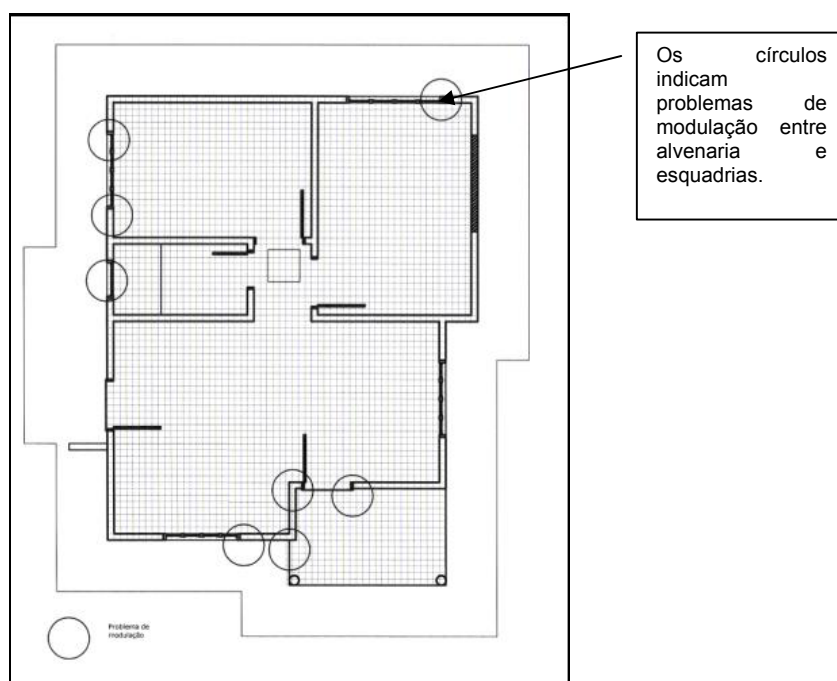 Os círculos
indicam
problemas de
modulação entre
alvenaria e
esquadrias.
Problema de
modulação